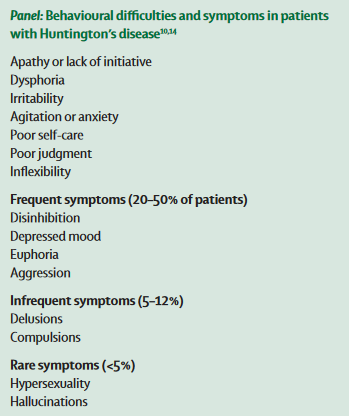 Panel: Behavioural difficulties and symptoms in patients
with Huntington's disease10,14
Apathy or lack of initiative
Dysphoria
Irritability
Agitation or anxiety
Poor self-care
Poor judgment
Inflexibility
Frequent symptoms (20–50% of patients)
Disinhibition
Depressed mood
Euphoria
Aggression
Infrequent symptoms (5–12%)
Delusions
Compulsions
Rare symptoms (<5%)
Hypersexuality
Hallucinations